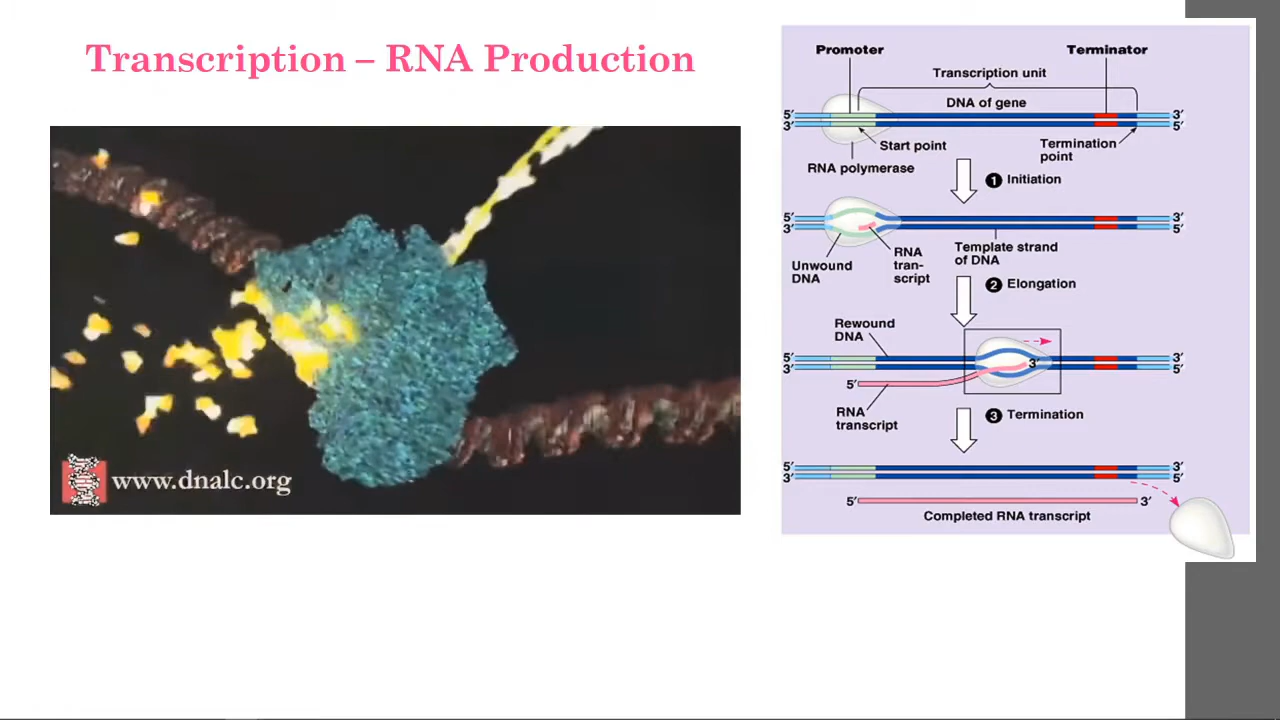 Transcription – RNA Production
www.dnalc.org
Promoter
Terminator
Transcription unit
DNA of gene
5′
3′
3′
5′
Start point
Termination
point
RNA polymerase
1 Initiation
5′
3′
3′
5′
Unwound
DNA
RNA
tran-
script
Template strand
of DNA
2 Elongation
Rewound
DNA
5′
3′
3′
3′
5′
5′
RNA
transcript
3 Termination
5′
3′
3′
5′
5′
3′
Completed RNA transcript